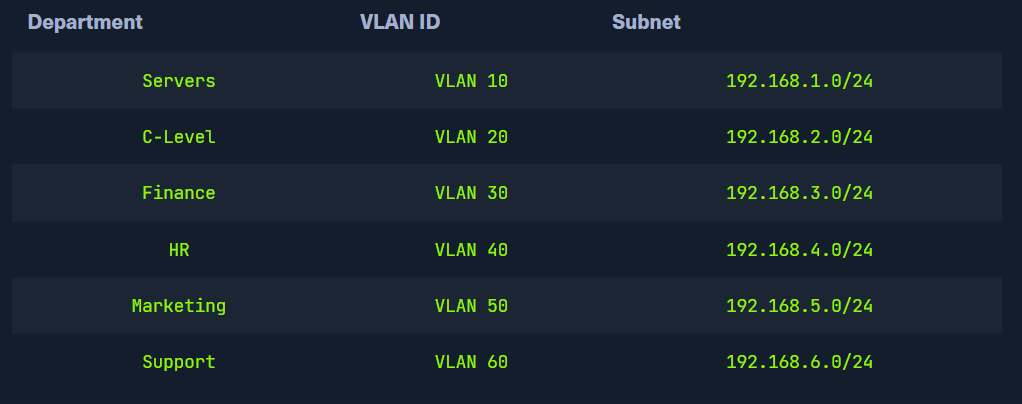 Department VLAN ID Subnet
Servers VLAN 10 192.168.1.0/24
C-Level VLAN 20 192.168.2.0/24
Finance VLAN 30 192.168.3.0/24
HR VLAN 40 192.168.4.0/24
Marketing VLAN 50 192.168.5.0/24
Support VLAN 60 192.168.6.0/24